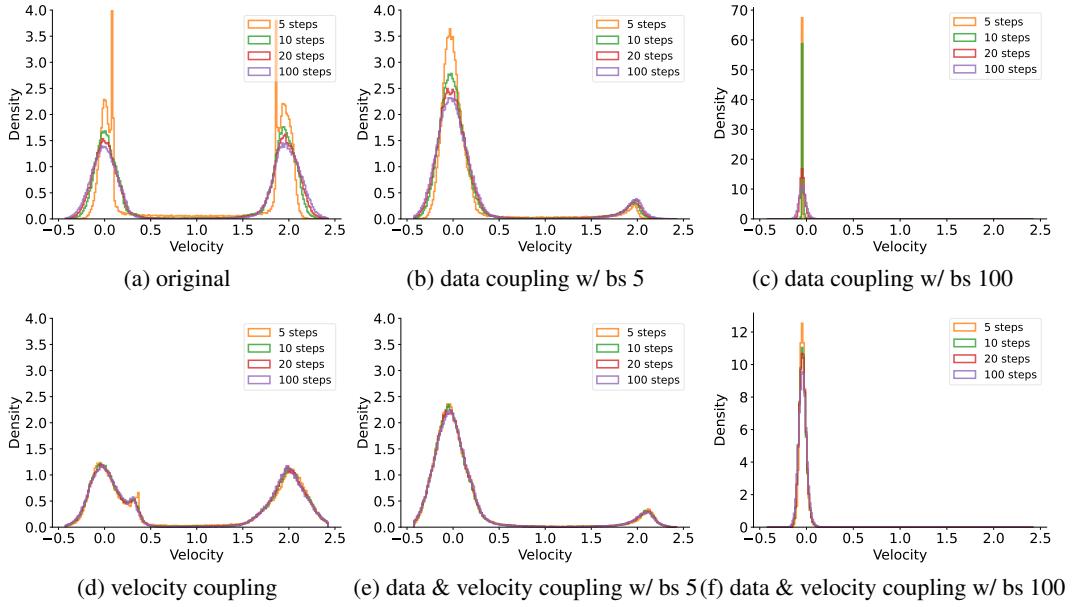 4.0
3.5
3.0
2.5
2.0
1.5
1.0
0.5
0.0
Density
5 steps
10 steps
20 steps
100 steps
−0.5 0.0 0.5 1.0 1.5 2.0 2.5
Velocity
(a) original
4.0
3.5
3.0
2.5
2.0
1.5
1.0
0.5
0.0
Density
5 steps
10 steps
20 steps
100 steps
−0.5 0.0 0.5 1.0 1.5 2.0 2.5
Velocity
(b) data coupling w/ bs 5
70
60
50
40
30
20
10
0
Density
5 steps
10 steps
20 steps
100 steps
−0.5 0.0 0.5 1.0 1.5 2.0 2.5
Velocity
(c) data coupling w/ bs 100
4.0
3.5
3.0
2.5
2.0
1.5
1.0
0.5
0.0
Density
5 steps
10 steps
20 steps
100 steps
−0.5 0.0 0.5 1.0 1.5 2.0 2.5
Velocity
(d) velocity coupling
4.0
3.5
3.0
2.5
2.0
1.5
1.0
0.5
0.0
Density
5 steps
10 steps
20 steps
100 steps
−0.5 0.0 0.5 1.0 1.5 2.0 2.5
Velocity
(e) data & velocity coupling w/ bs 5
12
10
8
6
4
2
0
Density
5 steps
10 steps
20 steps
100 steps
−0.5 0.0 0.5 1.0 1.5 2.0 2.5
Velocity
(f) data & velocity coupling w/ bs 100